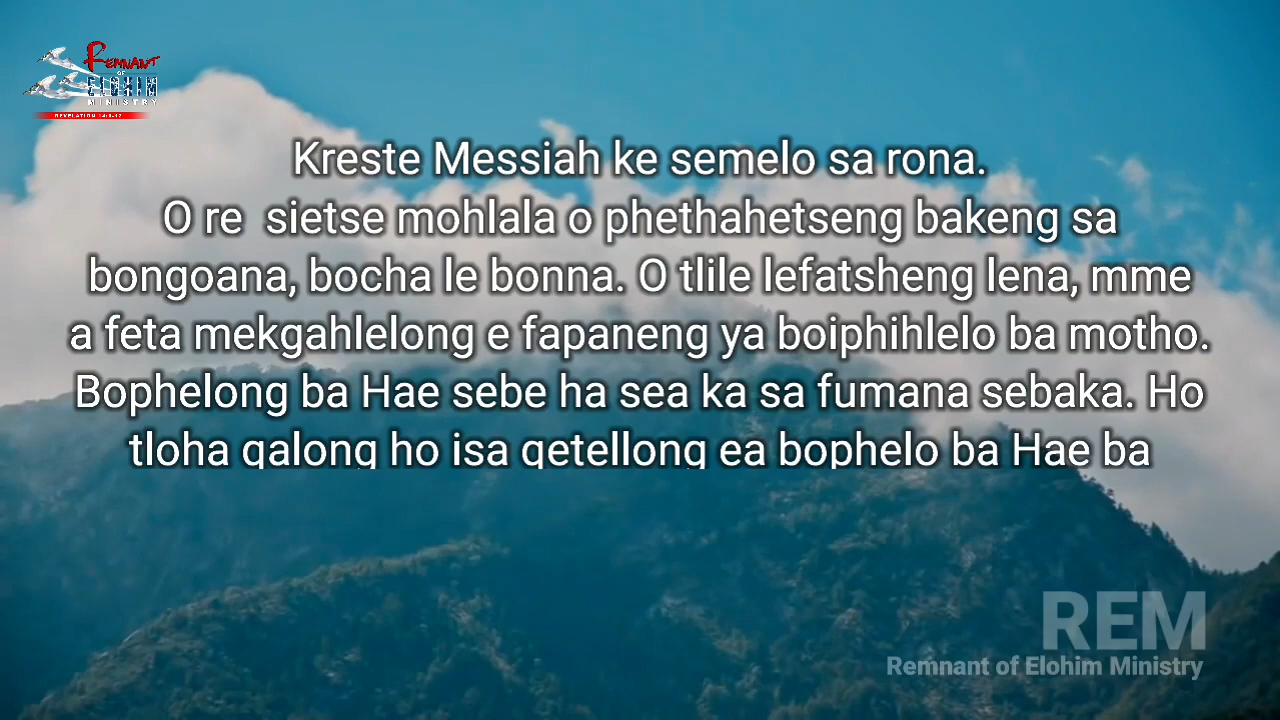 REMNANT
OF
ELOHIM
MINISTRY
Kreste Messiah ke semelo sa rona.
O re  sietse mohlala o phethahetseng bakeng sa
bongoana, bocha le bonna. O tlile lefatsheng lena, mme
a feta mekgahlelong e fapaneng ya boiphihlelo ba motho.
Bophelong ba Hae sebe ha sea ka sa fumana sebaka. Ho
tloha qalong ho isa qetellong ea bophelo ba Hae ba
REM
Remnant of Elohim Ministry